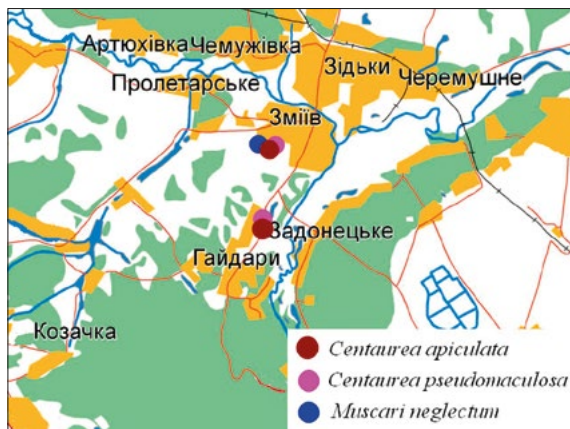 Артюхівка
Чемужівка
Зідьки
Черемушне
Пролетарське
Зміїв
Задонецьке
Гайдари
Козачка
Centaurea apiculata
Centaurea pseudomaculosa
Muscari neglectum